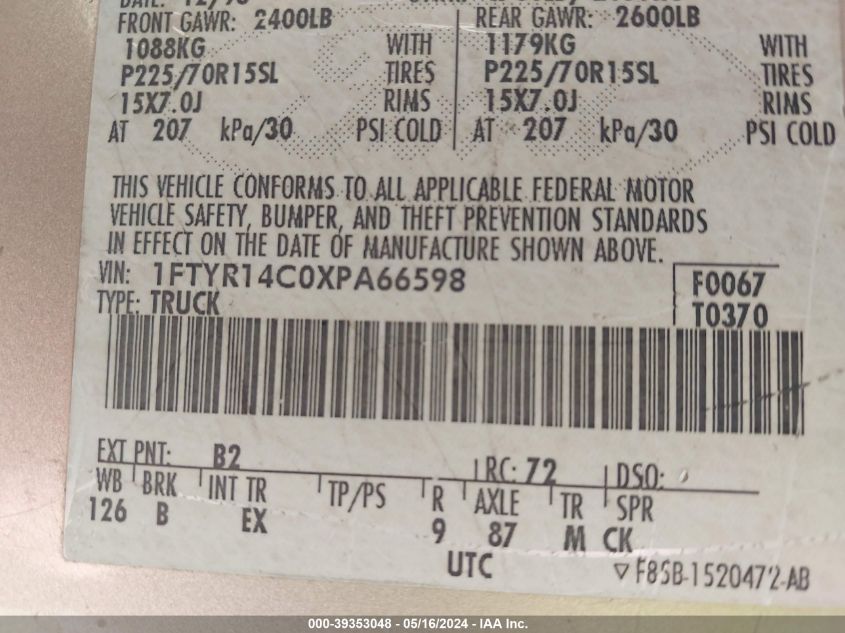 DATE: 12/98
FRONT GAWR: 2400LB REAR GAWR: 2600LB
1088KG WITH 1179KG WITH
P225/70R15SL TIRES P225/70R15SL TIRES
15X7.0J RIMS 15X7.0J RIMS
AT 207 kPa/30 PSI COLD AT 207 kPa/30 PSI COLD
THIS VEHICLE CONFORMS TO ALL APPLICABLE FEDERAL MOTOR
VEHICLE SAFETY, BUMPER, AND THEFT PREVENTION STANDARDS
IN EFFECT ON THE DATE OF MANUFACTURE SHOWN ABOVE.
VIN: 1FTYR14C0XPA66598 F0067
TYPE: TRUCK T0370
EXT PNT: B2 RC: 72 DSO:
WB BRK INT TR TP/PS R AXLE TR SPR
126 B EX 9 87 M CK
UTC ▽F85B-1520472-AB
000-39353048 - 05/16/2024 - IAA Inc.